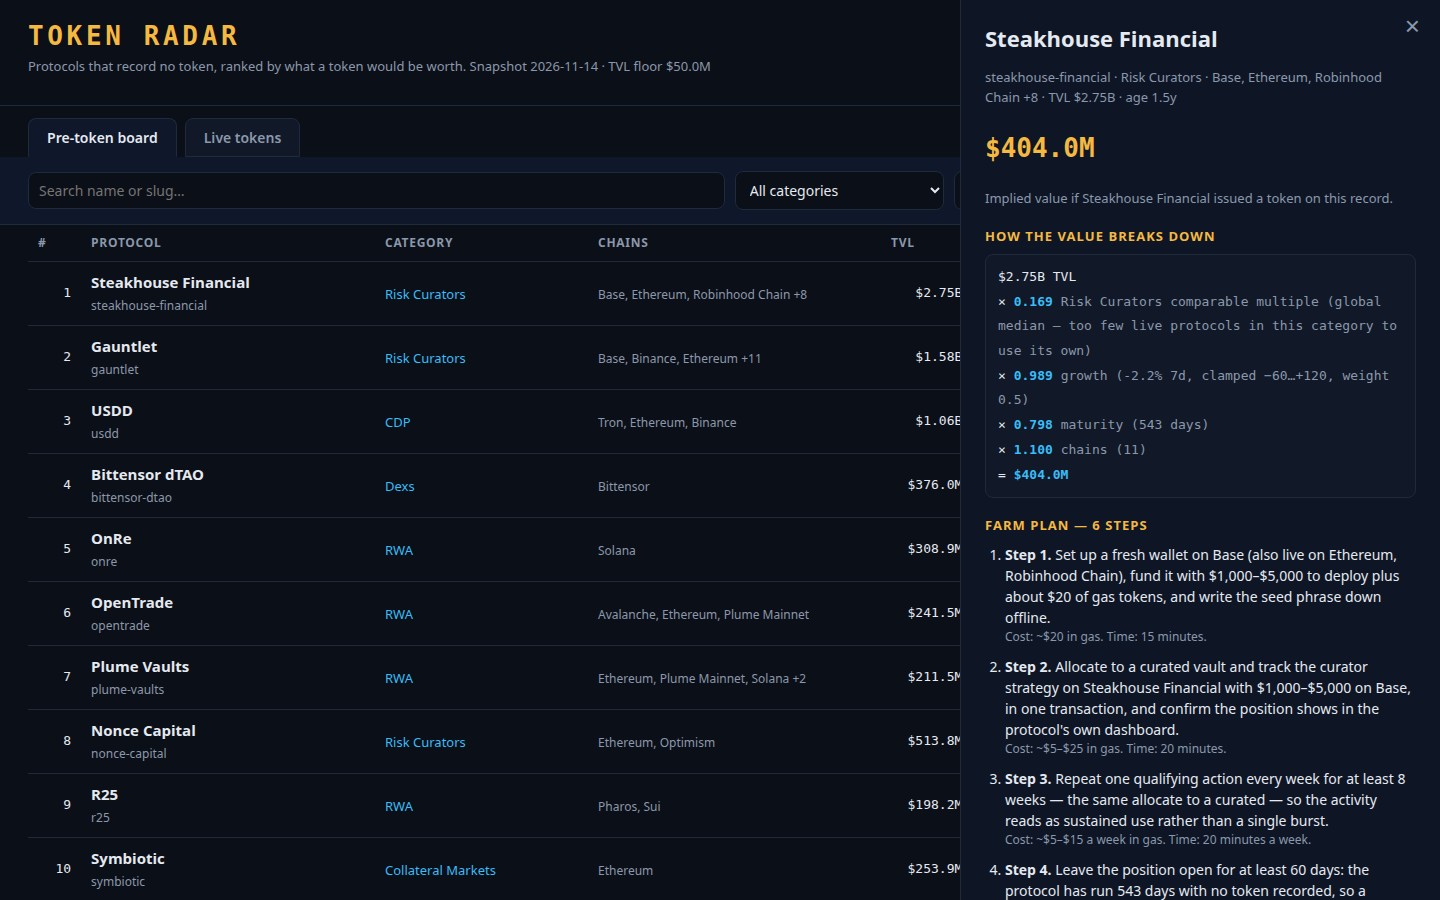 TOKEN RADAR
Protocols that record no token, ranked by what a token would be worth. Snapshot 2026-11-14 · TVL floor $50.0M
Pre-token board
Live tokens
Search name or slug...
All categories
# PROTOCOL CATEGORY CHAINS TVL
1 Steakhouse Financial Risk Curators Base, Ethereum, Robinhood Chain +8 $2.75B
steakhouse-financial
2 Gauntlet Risk Curators Base, Binance, Ethereum +11 $1.58B
gauntlet
3 USDD CDP Tron, Ethereum, Binance $1.06B
usdd
4 Bittensor dTAO Dexs Bittensor $376.0M
bittensor-dtao
5 OnRe RWA Solana $308.9M
onre
6 OpenTrade RWA Avalanche, Ethereum, Plume Mainnet $241.5M
opentrade
7 Plume Vaults RWA Ethereum, Plume Mainnet, Solana +2 $211.5M
plume-vaults
8 Nonce Capital Risk Curators Ethereum, Optimism $513.8M
nonce-capital
9 R25 RWA Pharos, Sui $198.2M
r25
10 Symbiotic Collateral Markets Ethereum $253.9M
symbiotic
✕
Steakhouse Financial
steakhouse-financial · Risk Curators · Base, Ethereum, Robinhood
Chain +8 · TVL $2.75B · age 1.5y
$404.0M
Implied value if Steakhouse Financial issued a token on this record.
HOW THE VALUE BREAKS DOWN
$2.75B TVL
× 0.169 Risk Curators comparable multiple (global
median — too few live protocols in this category to
use its own)
× 0.989 growth (-2.2% 7d, clamped −60…+120, weight
0.5)
× 0.798 maturity (543 days)
× 1.100 chains (11)
= $404.0M
FARM PLAN — 6 STEPS
1. Step 1. Set up a fresh wallet on Base (also live on Ethereum,
Robinhood Chain), fund it with $1,000–$5,000 to deploy plus
about $20 of gas tokens, and write the seed phrase down
offline.
Cost: ~$20 in gas. Time: 15 minutes.
2. Step 2. Allocate to a curated vault and track the curator
strategy on Steakhouse Financial with $1,000–$5,000 on Base,
in one transaction, and confirm the position shows in the
protocol's own dashboard.
Cost: ~$5–$25 in gas. Time: 20 minutes.
3. Step 3. Repeat one qualifying action every week for at least 8
weeks — the same allocate to a curated — so the activity
reads as sustained use rather than a single burst.
Cost: ~$5–$15 a week in gas. Time: 20 minutes a week.
4. Step 4. Leave the position open for at least 60 days: the
protocol has run 543 days with no token recorded, so a